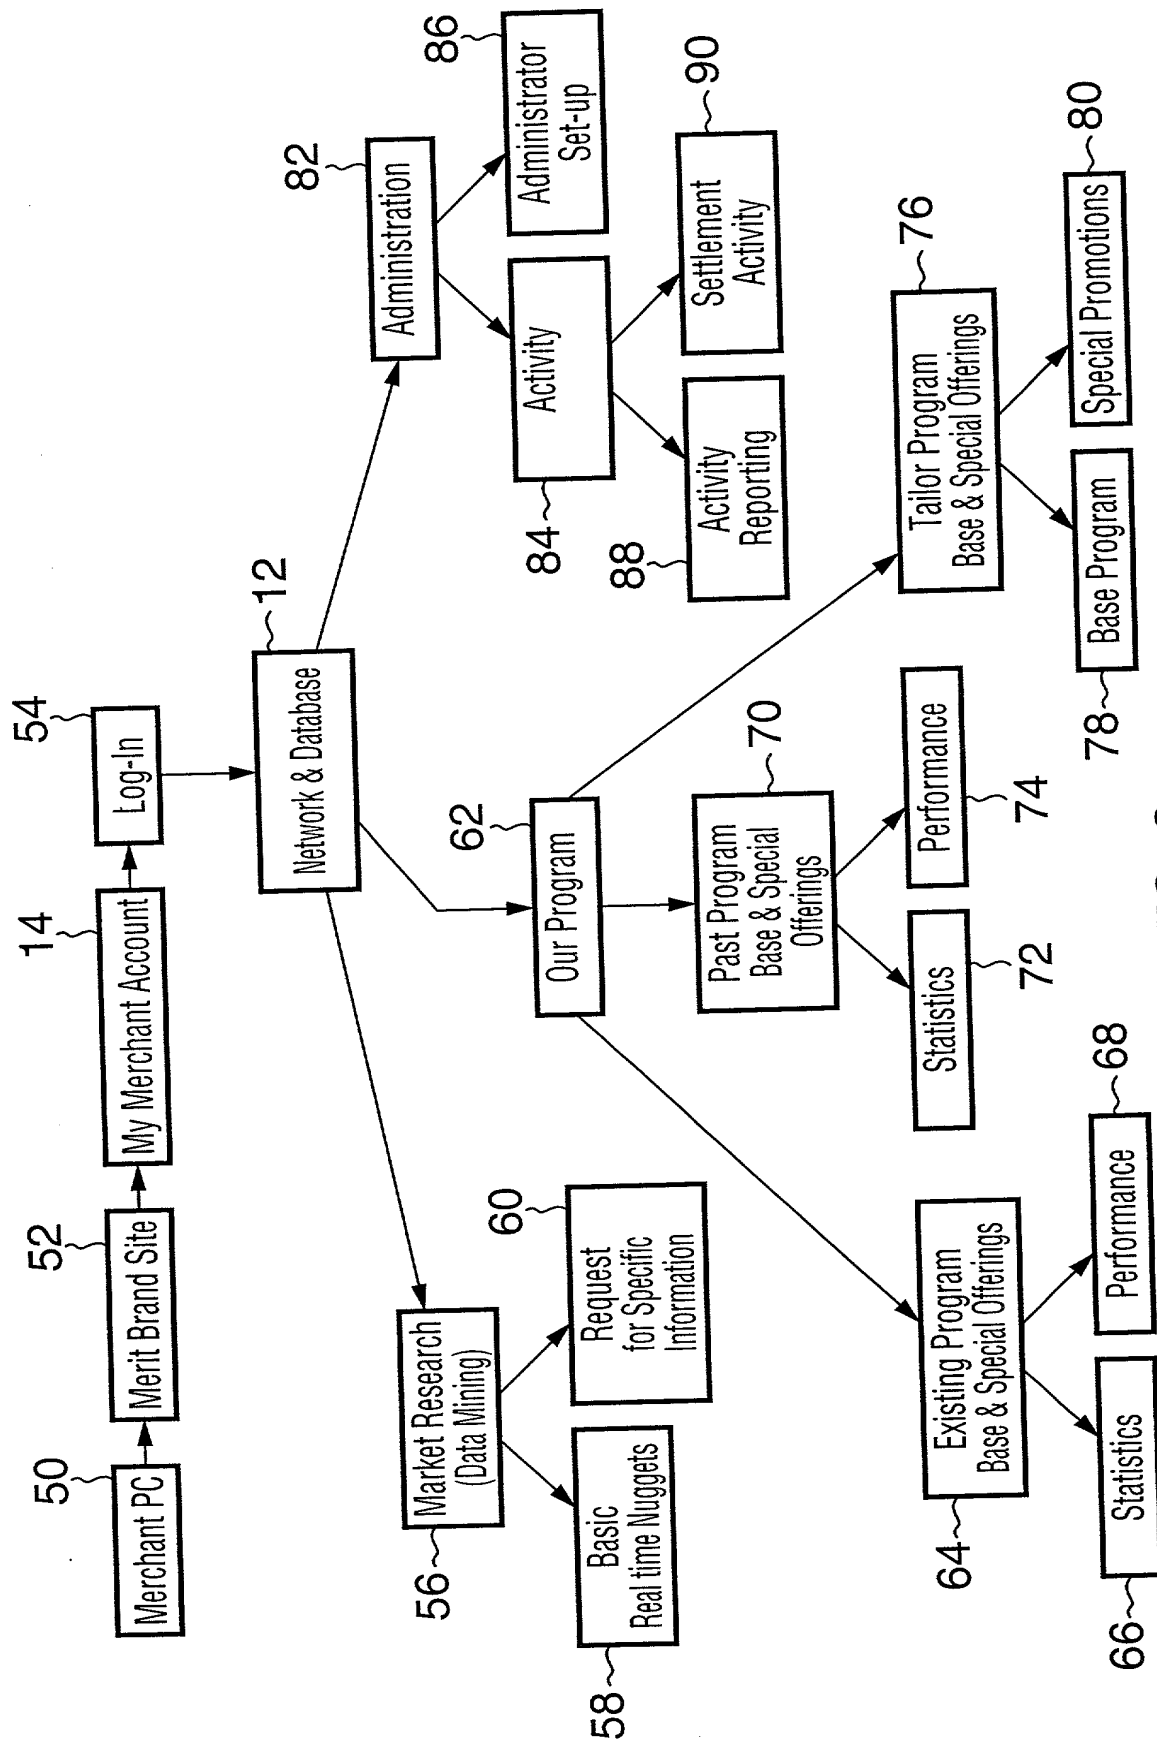 50
Merchant PC
52
Merit Brand Site
14
My Merchant Account
54
Log-In
12
Network & Database
56
Market Research
(Data Mining)
58
Basic
Real time Nuggets
60
Request
for Specific
Information
62
Our Program
64
Existing Program
Base & Special Offerings
66
Statistics
68
Performance
70
Past Program
Base & Special
Offerings
72
Statistics
74
Performance
76
Tailor Program
Base & Special Offerings
78
Base Program
80
Special Promotions
82
Administration
84
Activity
86
Administrator
Set-up
88
Activity
Reporting
90
Settlement
Activity